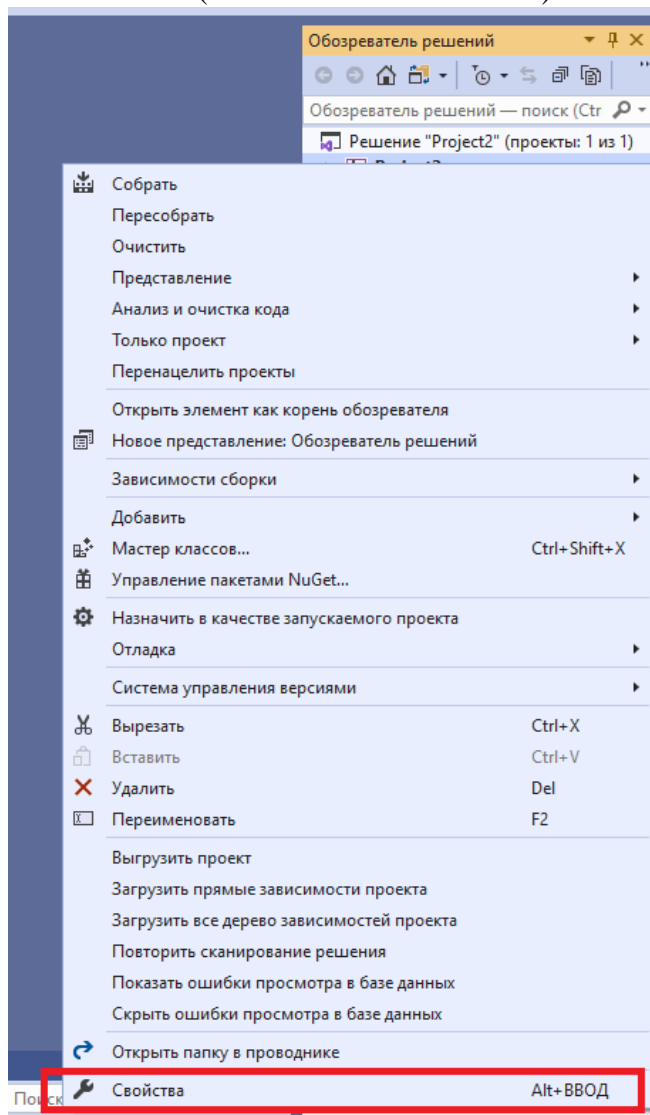 Обозреватель решений
Обозреватель решений — поиск (Ctr
Решение "Project2" (проекты: 1 из 1)
Собрать
Пересобрать
Очистить
Представление
Анализ и очистка кода
Только проект
Перенацелить проекты
Открыть элемент как корень обозревателя
Новое представление: Обозреватель решений
Зависимости сборки
Добавить
Мастер классов... Ctrl+Shift+X
Управление пакетами NuGet...
Назначить в качестве запускаемого проекта
Отладка
Система управления версиями
Вырезать Ctrl+X
Вставить Ctrl+V
Удалить Del
Переименовать F2
Выгрузить проект
Загрузить прямые зависимости проекта
Загрузить все дерево зависимостей проекта
Повторить сканирование решения
Показать ошибки просмотра в базе данных
Скрыть ошибки просмотра в базе данных
Открыть папку в проводнике
Поиск Свойства Alt+ВВОД